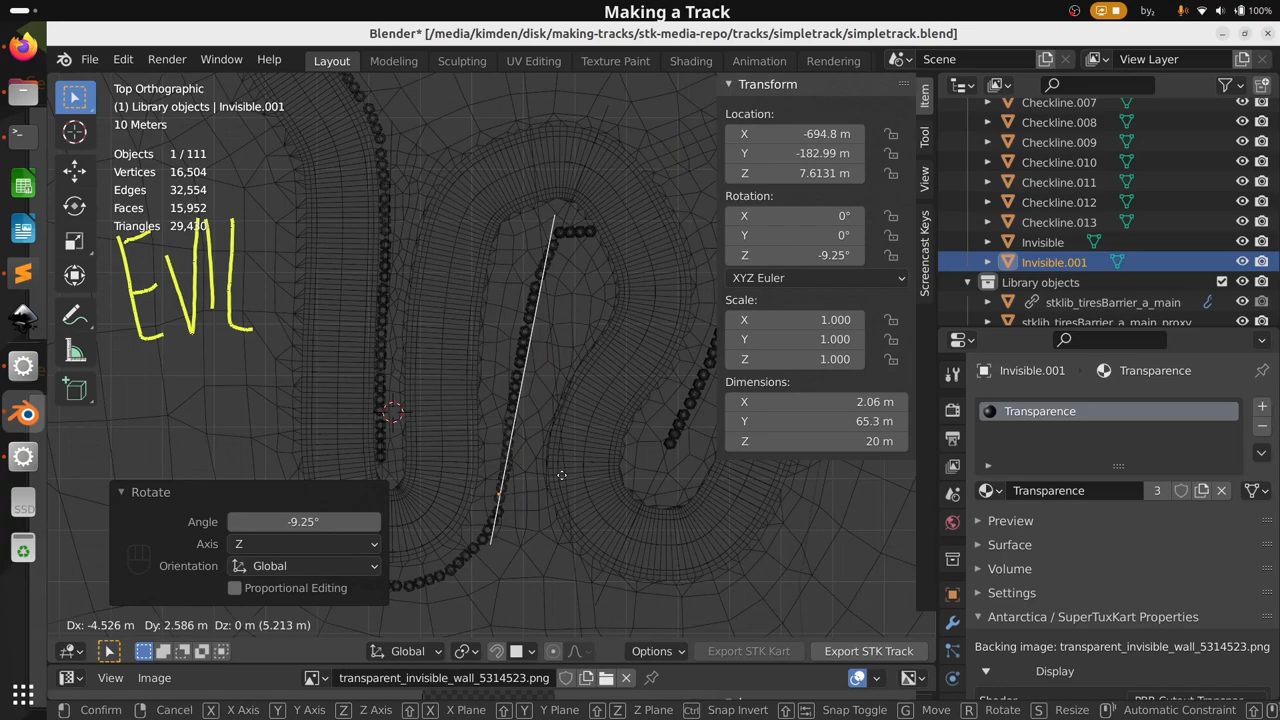 Making a Track
by₂
100%
Blender* [/media/kimden/disk/making-tracks/stk-media-repo/tracks/simpletrack/simpletrack.blend]
File Edit Render Window Help
Layout Modeling Sculpting UV Editing Texture Paint Shading Animation Rendering
Scene
View Layer
Top Orthographic
(1) Library objects | Invisible.001
10 Meters
Objects 1 / 111
Vertices 16,504
Edges 32,554
Faces 15,952
Triangles 29,430
EVIL
Transform
Location:
X -694.8 m
Y -182.99 m
Z 7.6131 m
Rotation:
X 0°
Y 0°
Z -9.25°
XYZ Euler
Scale:
X 1.000
Y 1.000
Z 1.000
Dimensions:
X 2.06 m
Y 65.3 m
Z 20 m
Item
Tool
View
Screencast Keys
Checkline.007
Checkline.008
Checkline.009
Checkline.010
Checkline.011
Checkline.012
Checkline.013
Invisible
Invisible.001
Library objects
stklib_tiresBarrier_a_main
stklib_tiresBarrier_a_main_proxy
Invisible.001 Transparence
Transparence
Transparence 3
Preview
Surface
Volume
Settings
Antarctica / SuperTuxKart Properties
Backing image: transparent_invisible_wall_5314523.png
Display
Rotate
Angle -9.25°
Axis Z
Orientation Global
Proportional Editing
Dx: -4.526 m Dy: 2.586 m Dz: 0 m (5.213 m)
Global
Options
Export STK Kart
Export STK Track
View Image
transparent_invisible_wall_5314523.png
SSD
Confirm Cancel X X Axis Y Y Axis Z Z Axis X X Plane Y Y Plane Z Z Plane Ctrl Snap Invert Snap Toggle G Move R Rotate S Resize Automatic Constraint